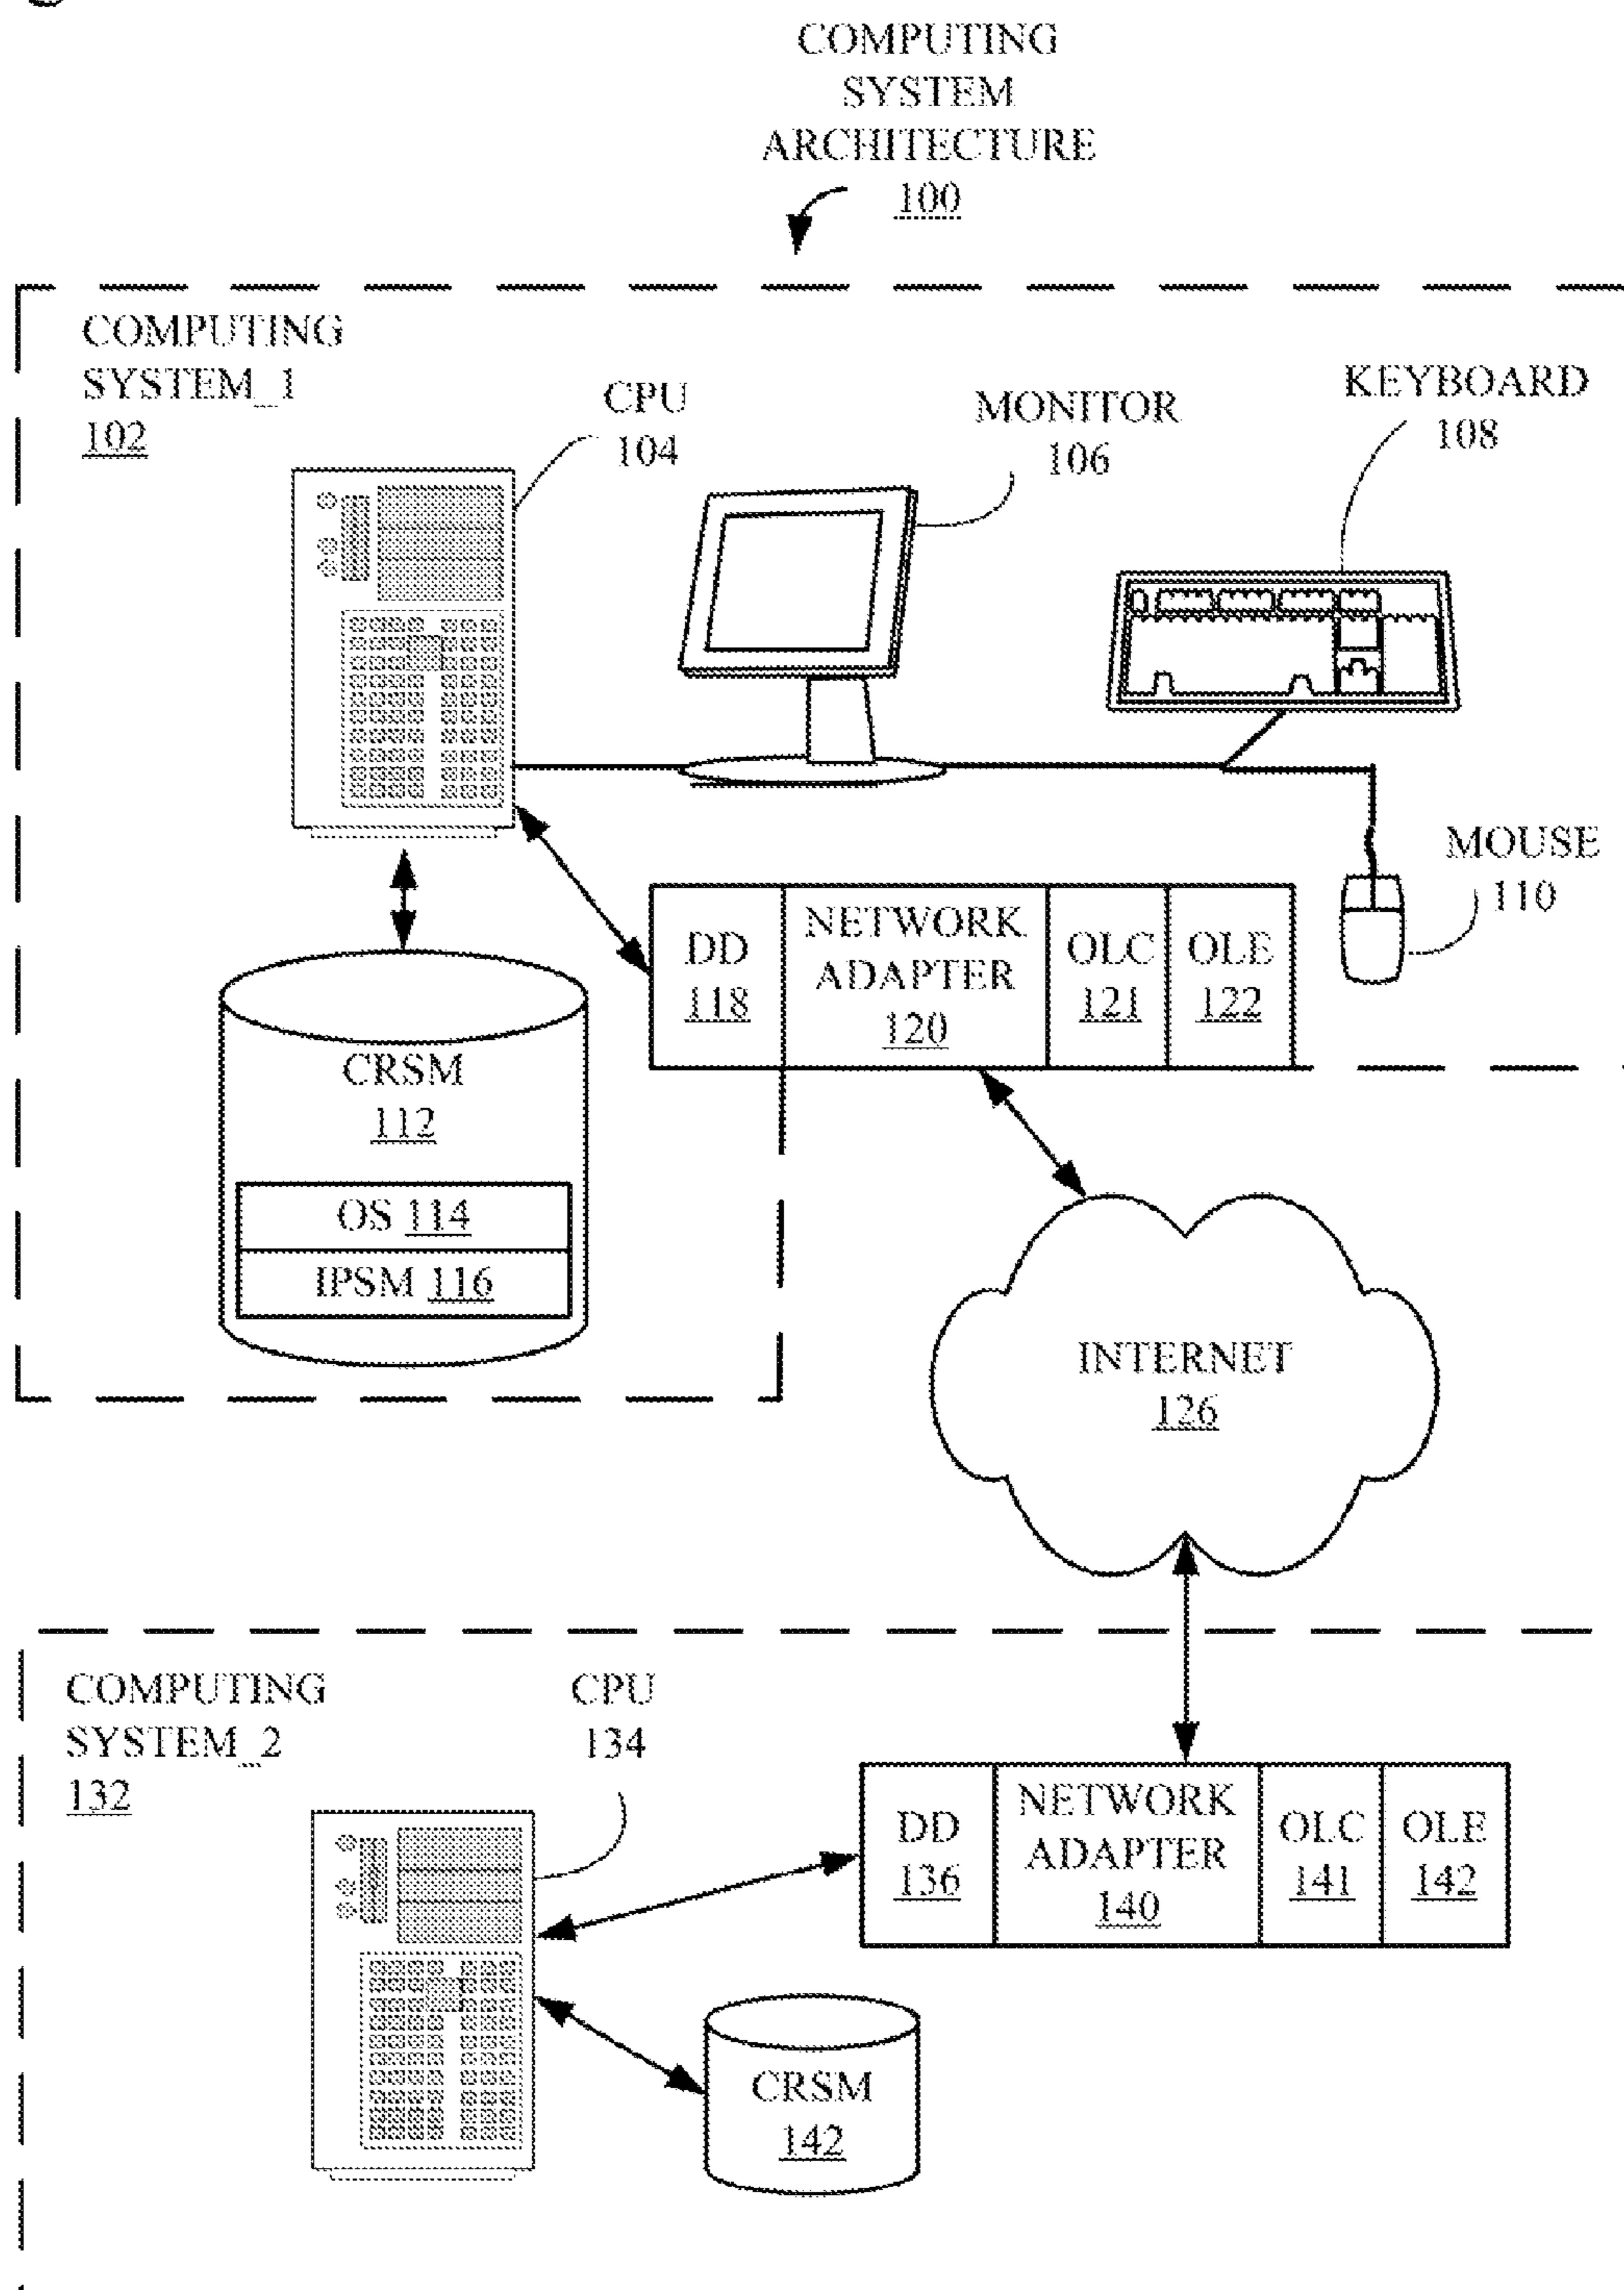 COMPUTING
SYSTEM
ARCHITECTURE
100
COMPUTING
SYSTEM_1
102
CPU
104
MONITOR
106
KEYBOARD
108
MOUSE
110
DD
118
NETWORK
ADAPTER
120
OLC
121
OLE
122
CRSM
112
OS 114
IPSM 116
INTERNET
126
COMPUTING
SYSTEM_2
132
CPU
134
DD
136
NETWORK
ADAPTER
140
OLC
141
OLE
142
CRSM
142